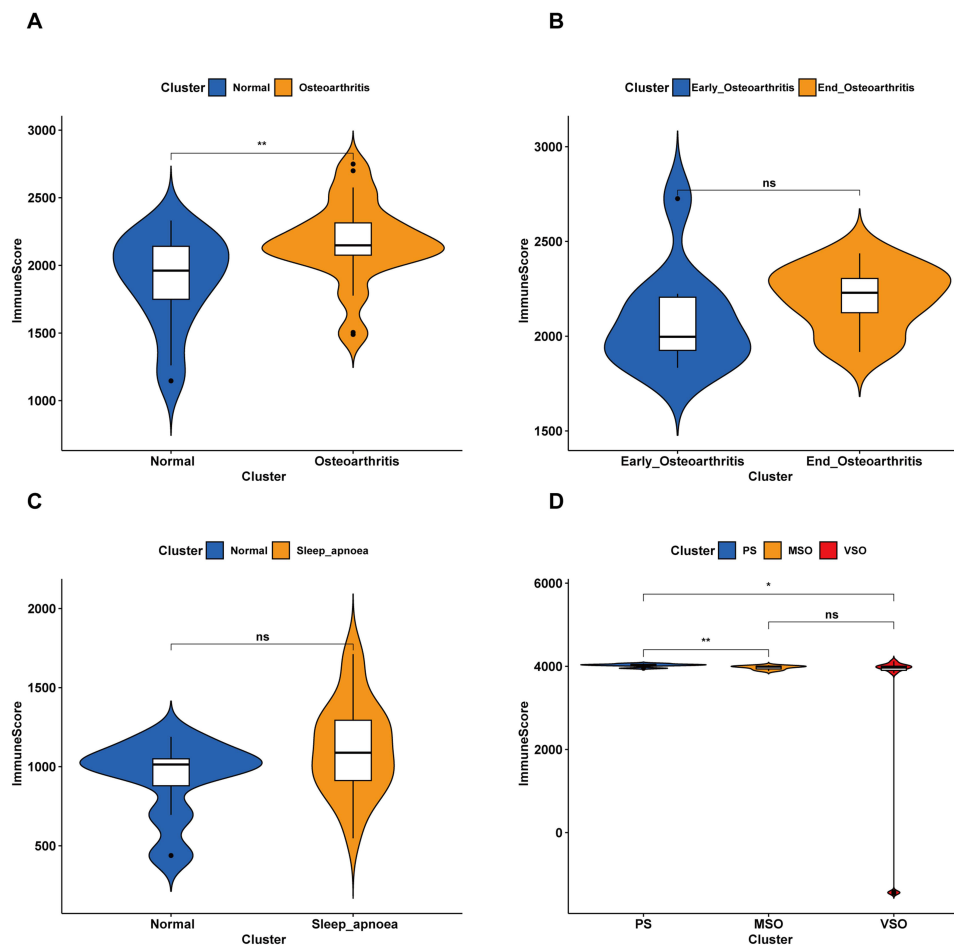 A
Cluster Normal Osteoarthritis
3000
2500
2000
1500
1000
ImmuneScore
**
Normal Osteoarthritis
Cluster
B
Cluster Early_Osteoarthritis End_Osteoarthritis
3000
2500
2000
1500
ImmuneScore
ns
Early_Osteoarthritis End_Osteoarthritis
Cluster
C
Cluster Normal Sleep_apnoea
2000
1500
1000
500
ImmuneScore
ns
Normal Sleep_apnoea
Cluster
D
Cluster PS MSO VSO
6000
4000
2000
0
ImmuneScore
*
ns
**
PS MSO VSO
Cluster